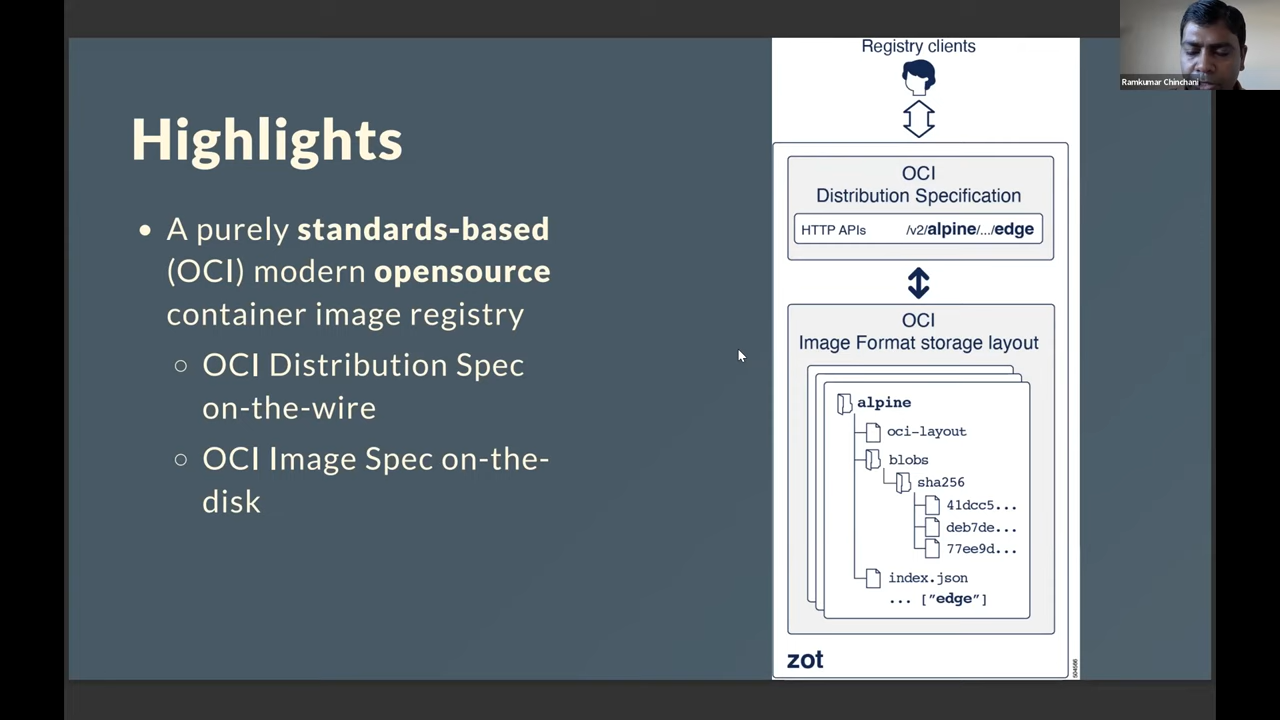 Registry clients
Ramkumar Chinchani
Highlights
• A purely standards-based
(OCI) modern opensource
container image registry
○ OCI Distribution Spec
on-the-wire
○ OCI Image Spec on-the-
disk
OCI
Distribution Specification
HTTP APIs /v2/alpine/.../edge
OCI
Image Format storage layout
alpine
oci-layout
blobs
sha256
41dcc5...
deb7de...
77ee9d...
index.json
... ["edge"]
zot